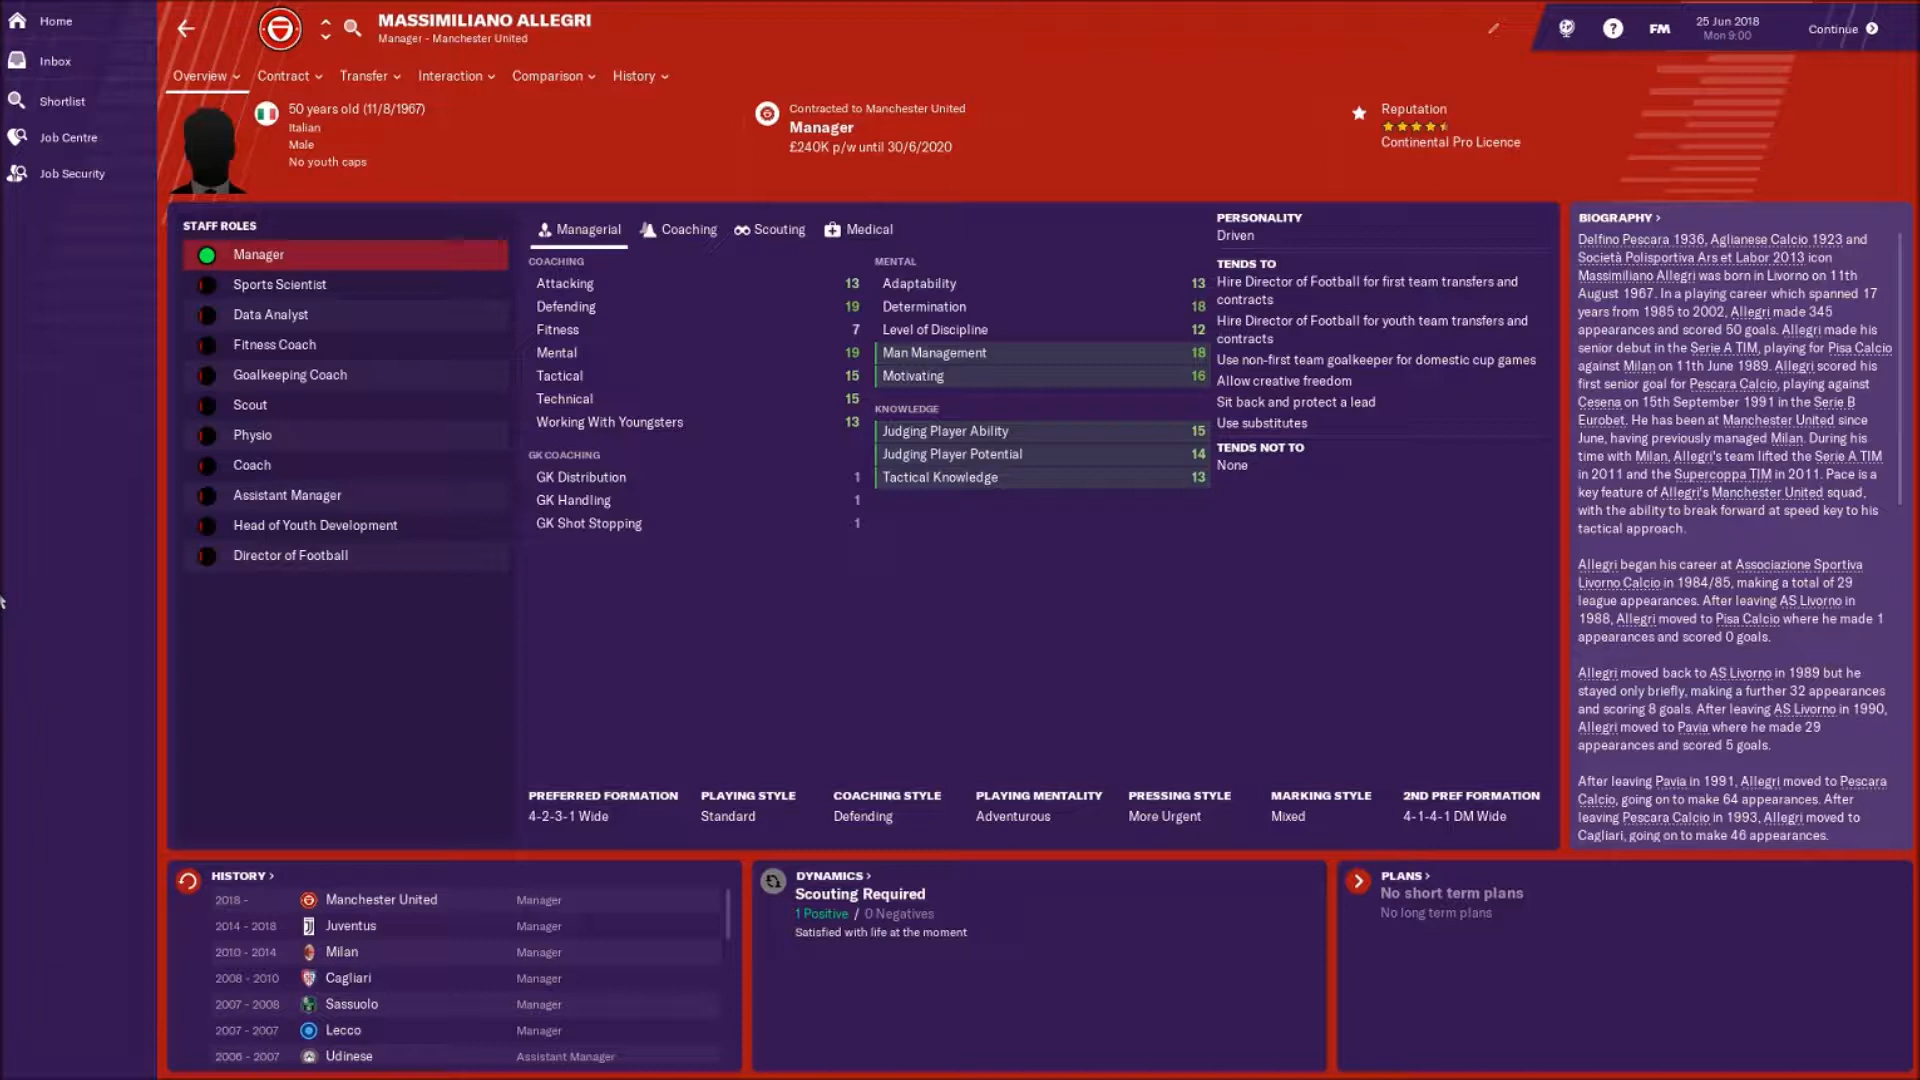 Home
Inbox
Shortlist
Job Centre
Job Security
MASSIMILIANO ALLEGRI
Manager - Manchester United
FM
25 Jun 2018
Mon 9:00
Continue
Overview
Contract
Transfer
Interaction
Comparison
History
50 years old (11/8/1967)
Italian
Male
No youth caps
Contracted to Manchester United
Manager
£240K p/w until 30/6/2020
Reputation
Continental Pro Licence
STAFF ROLES
Manager
Sports Scientist
Data Analyst
Fitness Coach
Goalkeeping Coach
Scout
Physio
Coach
Assistant Manager
Head of Youth Development
Director of Football
Managerial
Coaching
Scouting
Medical
COACHING
Attacking 13
Defending 19
Fitness 7
Mental 19
Tactical 15
Technical 15
Working With Youngsters 13
GK COACHING
GK Distribution 1
GK Handling 1
GK Shot Stopping 1
MENTAL
Adaptability 13
Determination 18
Level of Discipline 12
Man Management 18
Motivating 16
KNOWLEDGE
Judging Player Ability 15
Judging Player Potential 14
Tactical Knowledge 13
PERSONALITY
Driven
TENDS TO
Hire Director of Football for first team transfers and
contracts
Hire Director of Football for youth team transfers and
contracts
Use non-first team goalkeeper for domestic cup games
Allow creative freedom
Sit back and protect a lead
Use substitutes
TENDS NOT TO
None
PREFERRED FORMATION
4-2-3-1 Wide
PLAYING STYLE
Standard
COACHING STYLE
Defending
PLAYING MENTALITY
Adventurous
PRESSING STYLE
More Urgent
MARKING STYLE
Mixed
2ND PREF FORMATION
4-1-4-1 DM Wide
BIOGRAPHY >
Delfino Pescara 1936, Aglianese Calcio 1923 and
Società Polisportiva Ars et Labor 2013 icon
Massimiliano Allegri was born in Livorno on 11th
August 1967. In a playing career which spanned 17
years from 1985 to 2002, Allegri made 345
appearances and scored 50 goals. Allegri made his
senior debut in the Serie A TIM, playing for Pisa Calcio
against Milan on 11th June 1989. Allegri scored his
first senior goal for Pescara Calcio, playing against
Cesena on 15th September 1991 in the Serie B
Eurobet. He has been at Manchester United since
June, having previously managed Milan. During his
time with Milan, Allegri's team lifted the Serie A TIM
in 2011 and the Supercoppa TIM in 2011. Pace is a
key feature of Allegri's Manchester United squad,
with the ability to break forward at speed key to his
tactical approach.
Allegri began his career at Associazione Sportiva
Livorno Calcio in 1984/85, making a total of 29
league appearances. After leaving AS Livorno in
1988, Allegri moved to Pisa Calcio where he made 1
appearances and scored 0 goals.
Allegri moved back to AS Livorno in 1989 but he
stayed only briefly, making a further 32 appearances
and scoring 8 goals. After leaving AS Livorno in 1990,
Allegri moved to Pavia where he made 29
appearances and scored 5 goals.
After leaving Pavia in 1991, Allegri moved to Pescara
Calcio, going on to make 64 appearances. After
leaving Pescara Calcio in 1993, Allegri moved to
Cagliari, going on to make 46 appearances.
HISTORY >
2018 - Manchester United Manager
2014 - 2018 Juventus Manager
2010 - 2014 Milan Manager
2008 - 2010 Cagliari Manager
2007 - 2008 Sassuolo Manager
2007 - 2007 Lecco Manager
2006 - 2007 Udinese Assistant Manager
DYNAMICS >
Scouting Required
1 Positive / 0 Negatives
Satisfied with life at the moment
PLANS >
No short term plans
No long term plans